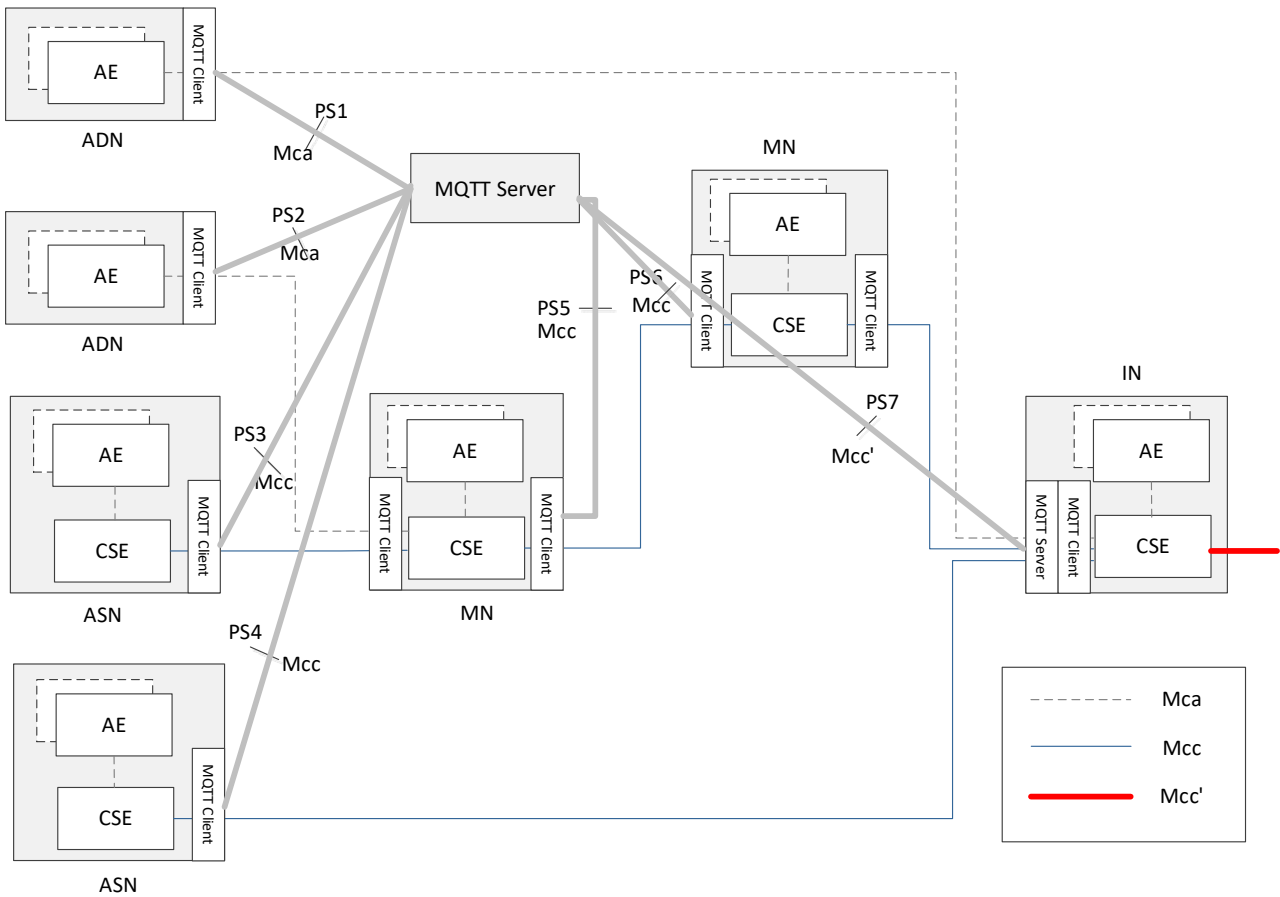 AE
MQTT Client
ADN
PS1
Mca
MQTT Server
MN
AE
MQTT Client
CSE
MQTT Client
AE
MQTT Client
ADN
PS2
Mca
PS5
Mcc
PS6
Mcc
PS7
Mcc'
AE
CSE
MQTT Client
ASN
PS3
Mcc
AE
MQTT Client
CSE
MQTT Client
MN
IN
AE
MQTT Server
MQTT Client
CSE
AE
CSE
MQTT Client
ASN
PS4
Mcc
Mca
Mcc
Mcc'